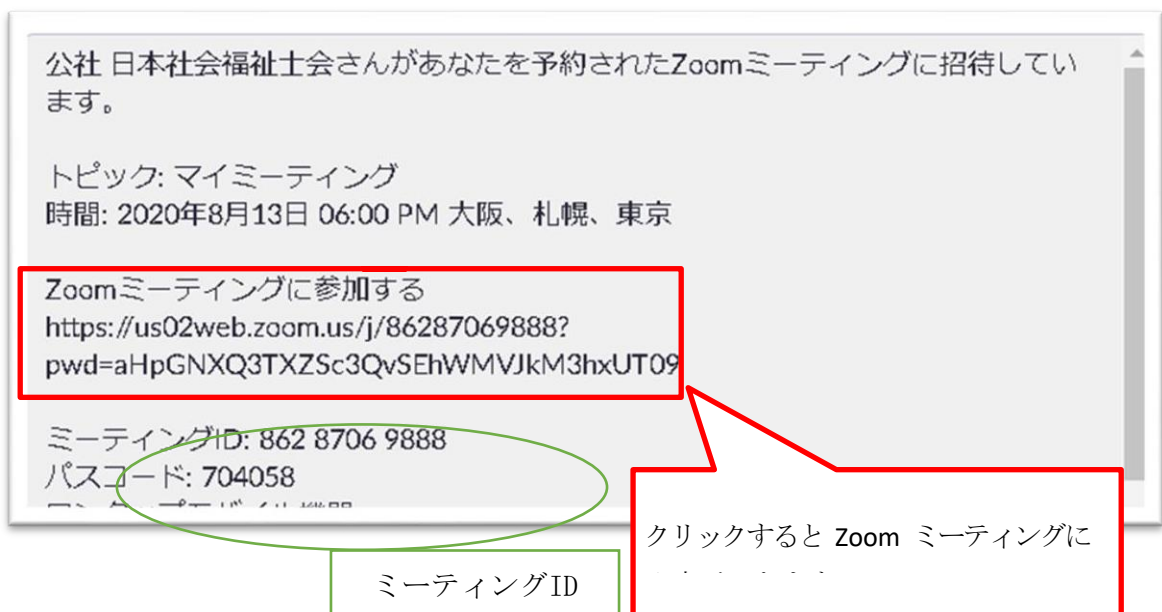 公社 日本社会福祉士会さんがあなたを予約されたZoomミーティングに招待してい
ます。
トピック: マイミーティング
時間: 2020年8月13日 06:00 PM 大阪、札幌、東京
Zoomミーティングに参加する
https://us02web.zoom.us/j/86287069888?
pwd=aHpGNXQ3TXZSc3QvSEhWMVJkM3hxUT09
ミーティングID: 862 8706 9888
パスコード: 704058
クリックすると Zoom ミーティングに
ミーティングID